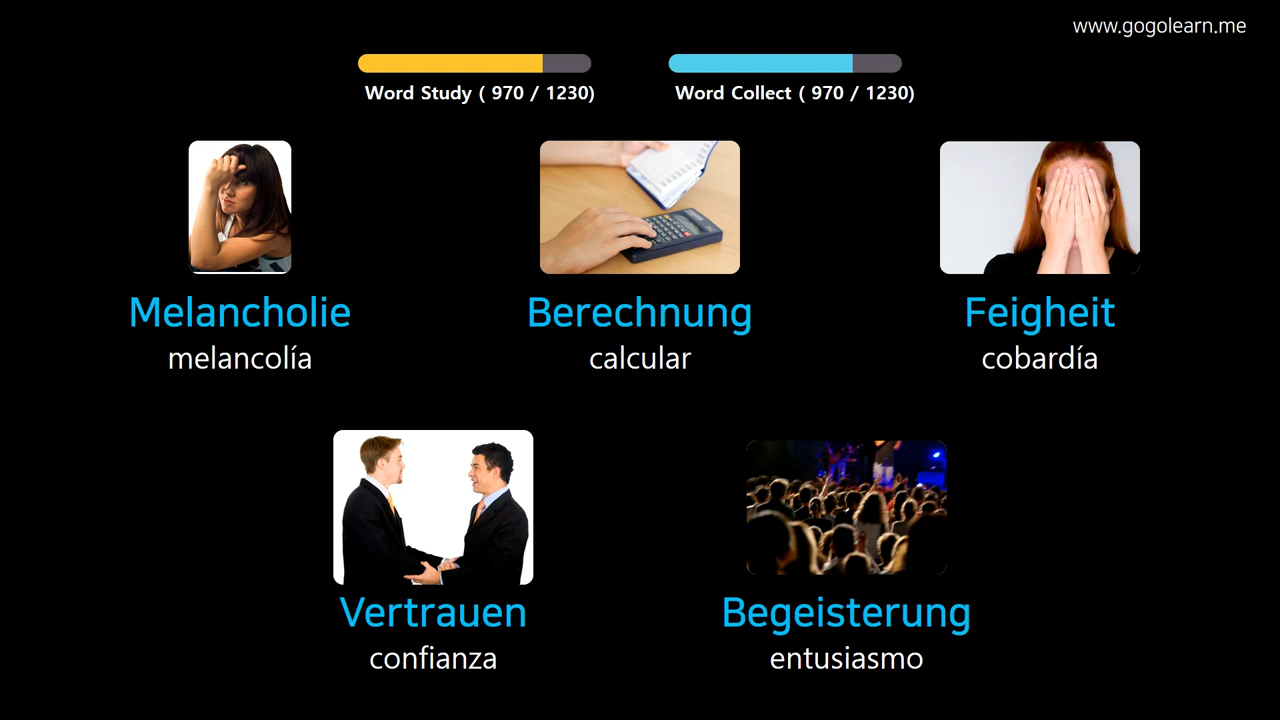 www.gogolearn.me
Word Study ( 970 / 1230)
Word Collect ( 970 / 1230)
Melancholie
melancolía
Berechnung
calcular
Feigheit
cobardía
Vertrauen
confianza
Begeisterung
entusiasmo